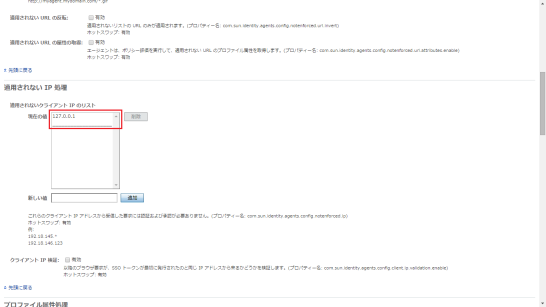 http://myagent.mydomain.com/*.gif
適用されない URL の反転: 有効
適用されないリストの URL のみが適用されます。(プロパティー名: com.sun.identity.agents.config.notenforced.uri.invert)
ホットスワップ: 有効
適用されない URL の属性の取得: 有効
エージェントは、ポリシー評価を実行して、適用されない URL のプロファイル属性を取得します。(プロパティー名: com.sun.identity.agents.config.notenforced.url.attributes.enable)
ホットスワップ: 有効
先頭に戻る
適用されない IP 処理
適用されないクライアント IP のリスト
現在の値 127.0.0.1 削除
新しい値 追加
これらのクライアント IP アドレスから受信した要求には認証および承認が必要ありません。(プロパティー名: com.sun.identity.agents.config.notenforced.ip)
ホットスワップ: 有効
例:
192.18.145.*
192.18.146.123
クライアント IP 検証: 有効
以降のブラウザ要求が、SSO トークンが最初に発行されたのと同じ IP アドレスから来るかどうかを検証します。(プロパティー名: com.sun.identity.agents.config.client.ip.validation.enable)
ホットスワップ: 有効
先頭に戻る
プロファイル属性処理